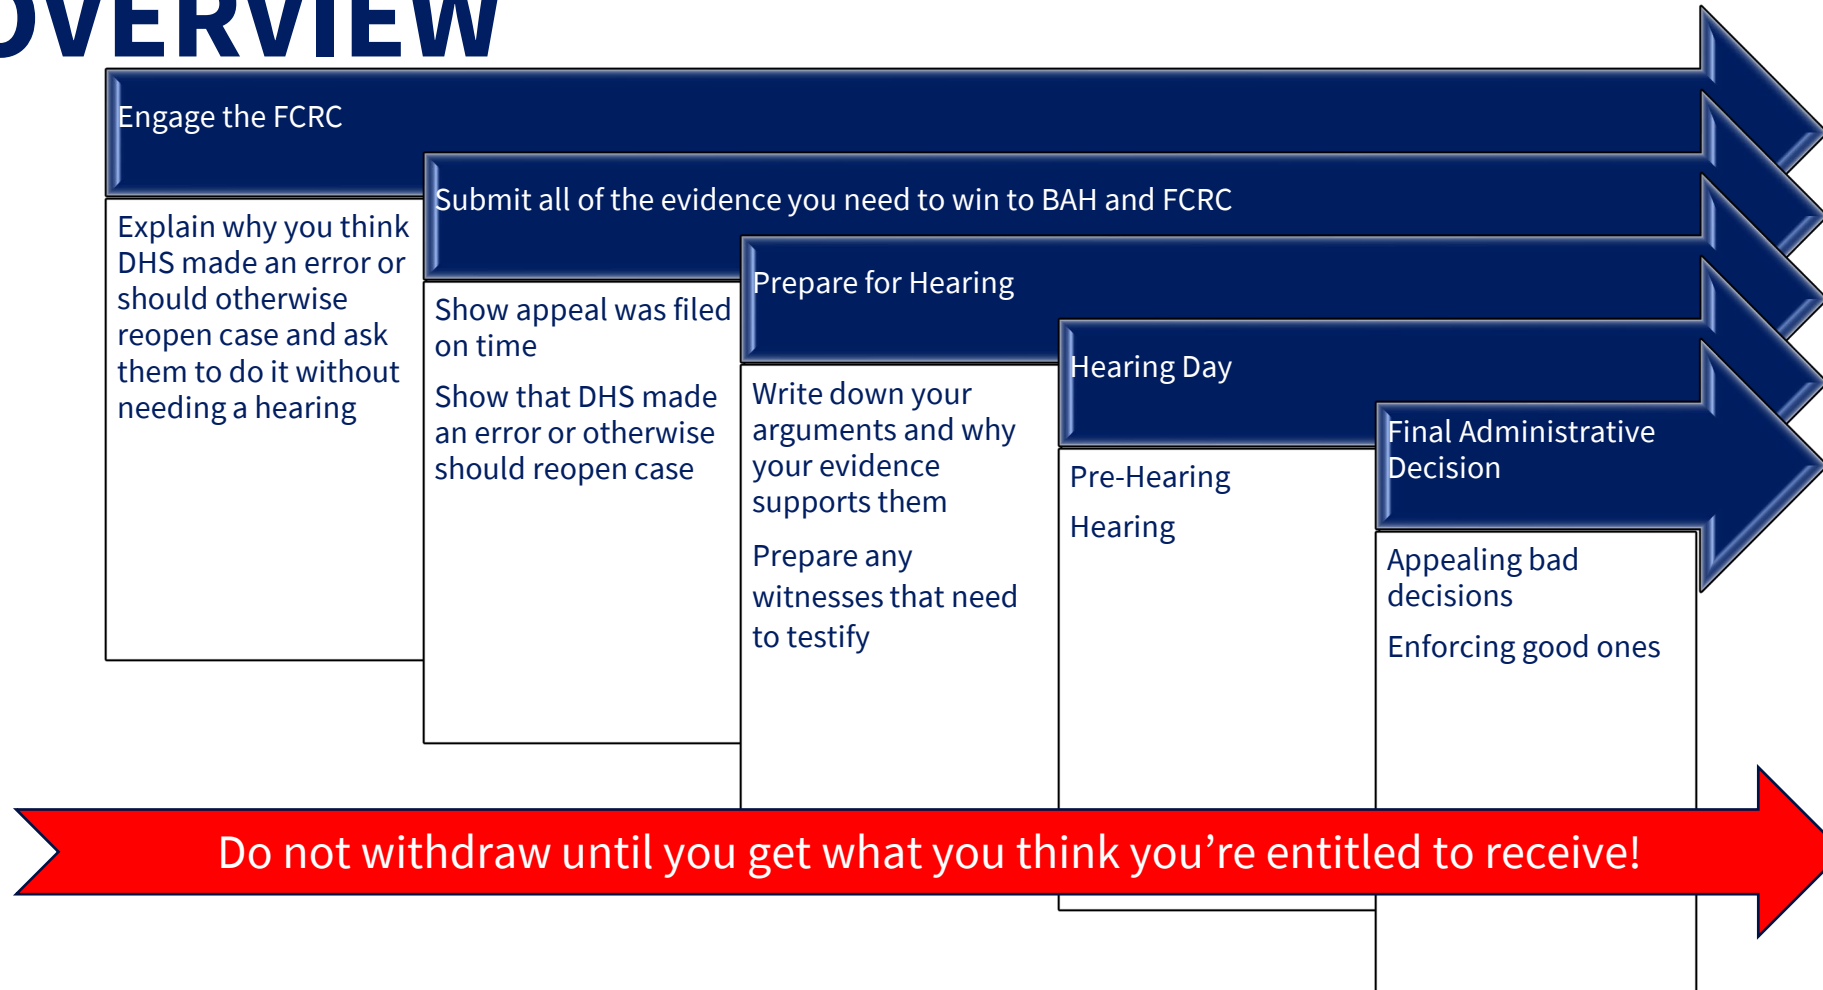 OVERVIEW
Engage the FCRC
Explain why you think
DHS made an error or
should otherwise
reopen case and ask
them to do it without
needing a hearing
Submit all of the evidence you need to win to BAH and FCRC
Show appeal was filed
on time
Show that DHS made
an error or otherwise
should reopen case
Prepare for Hearing
Write down your
arguments and why
your evidence
supports them
Prepare any
witnesses that need
to testify
Hearing Day
Pre-Hearing
Hearing
Final Administrative
Decision
Appealing bad
decisions
Enforcing good ones
Do not withdraw until you get what you think you’re entitled to receive!